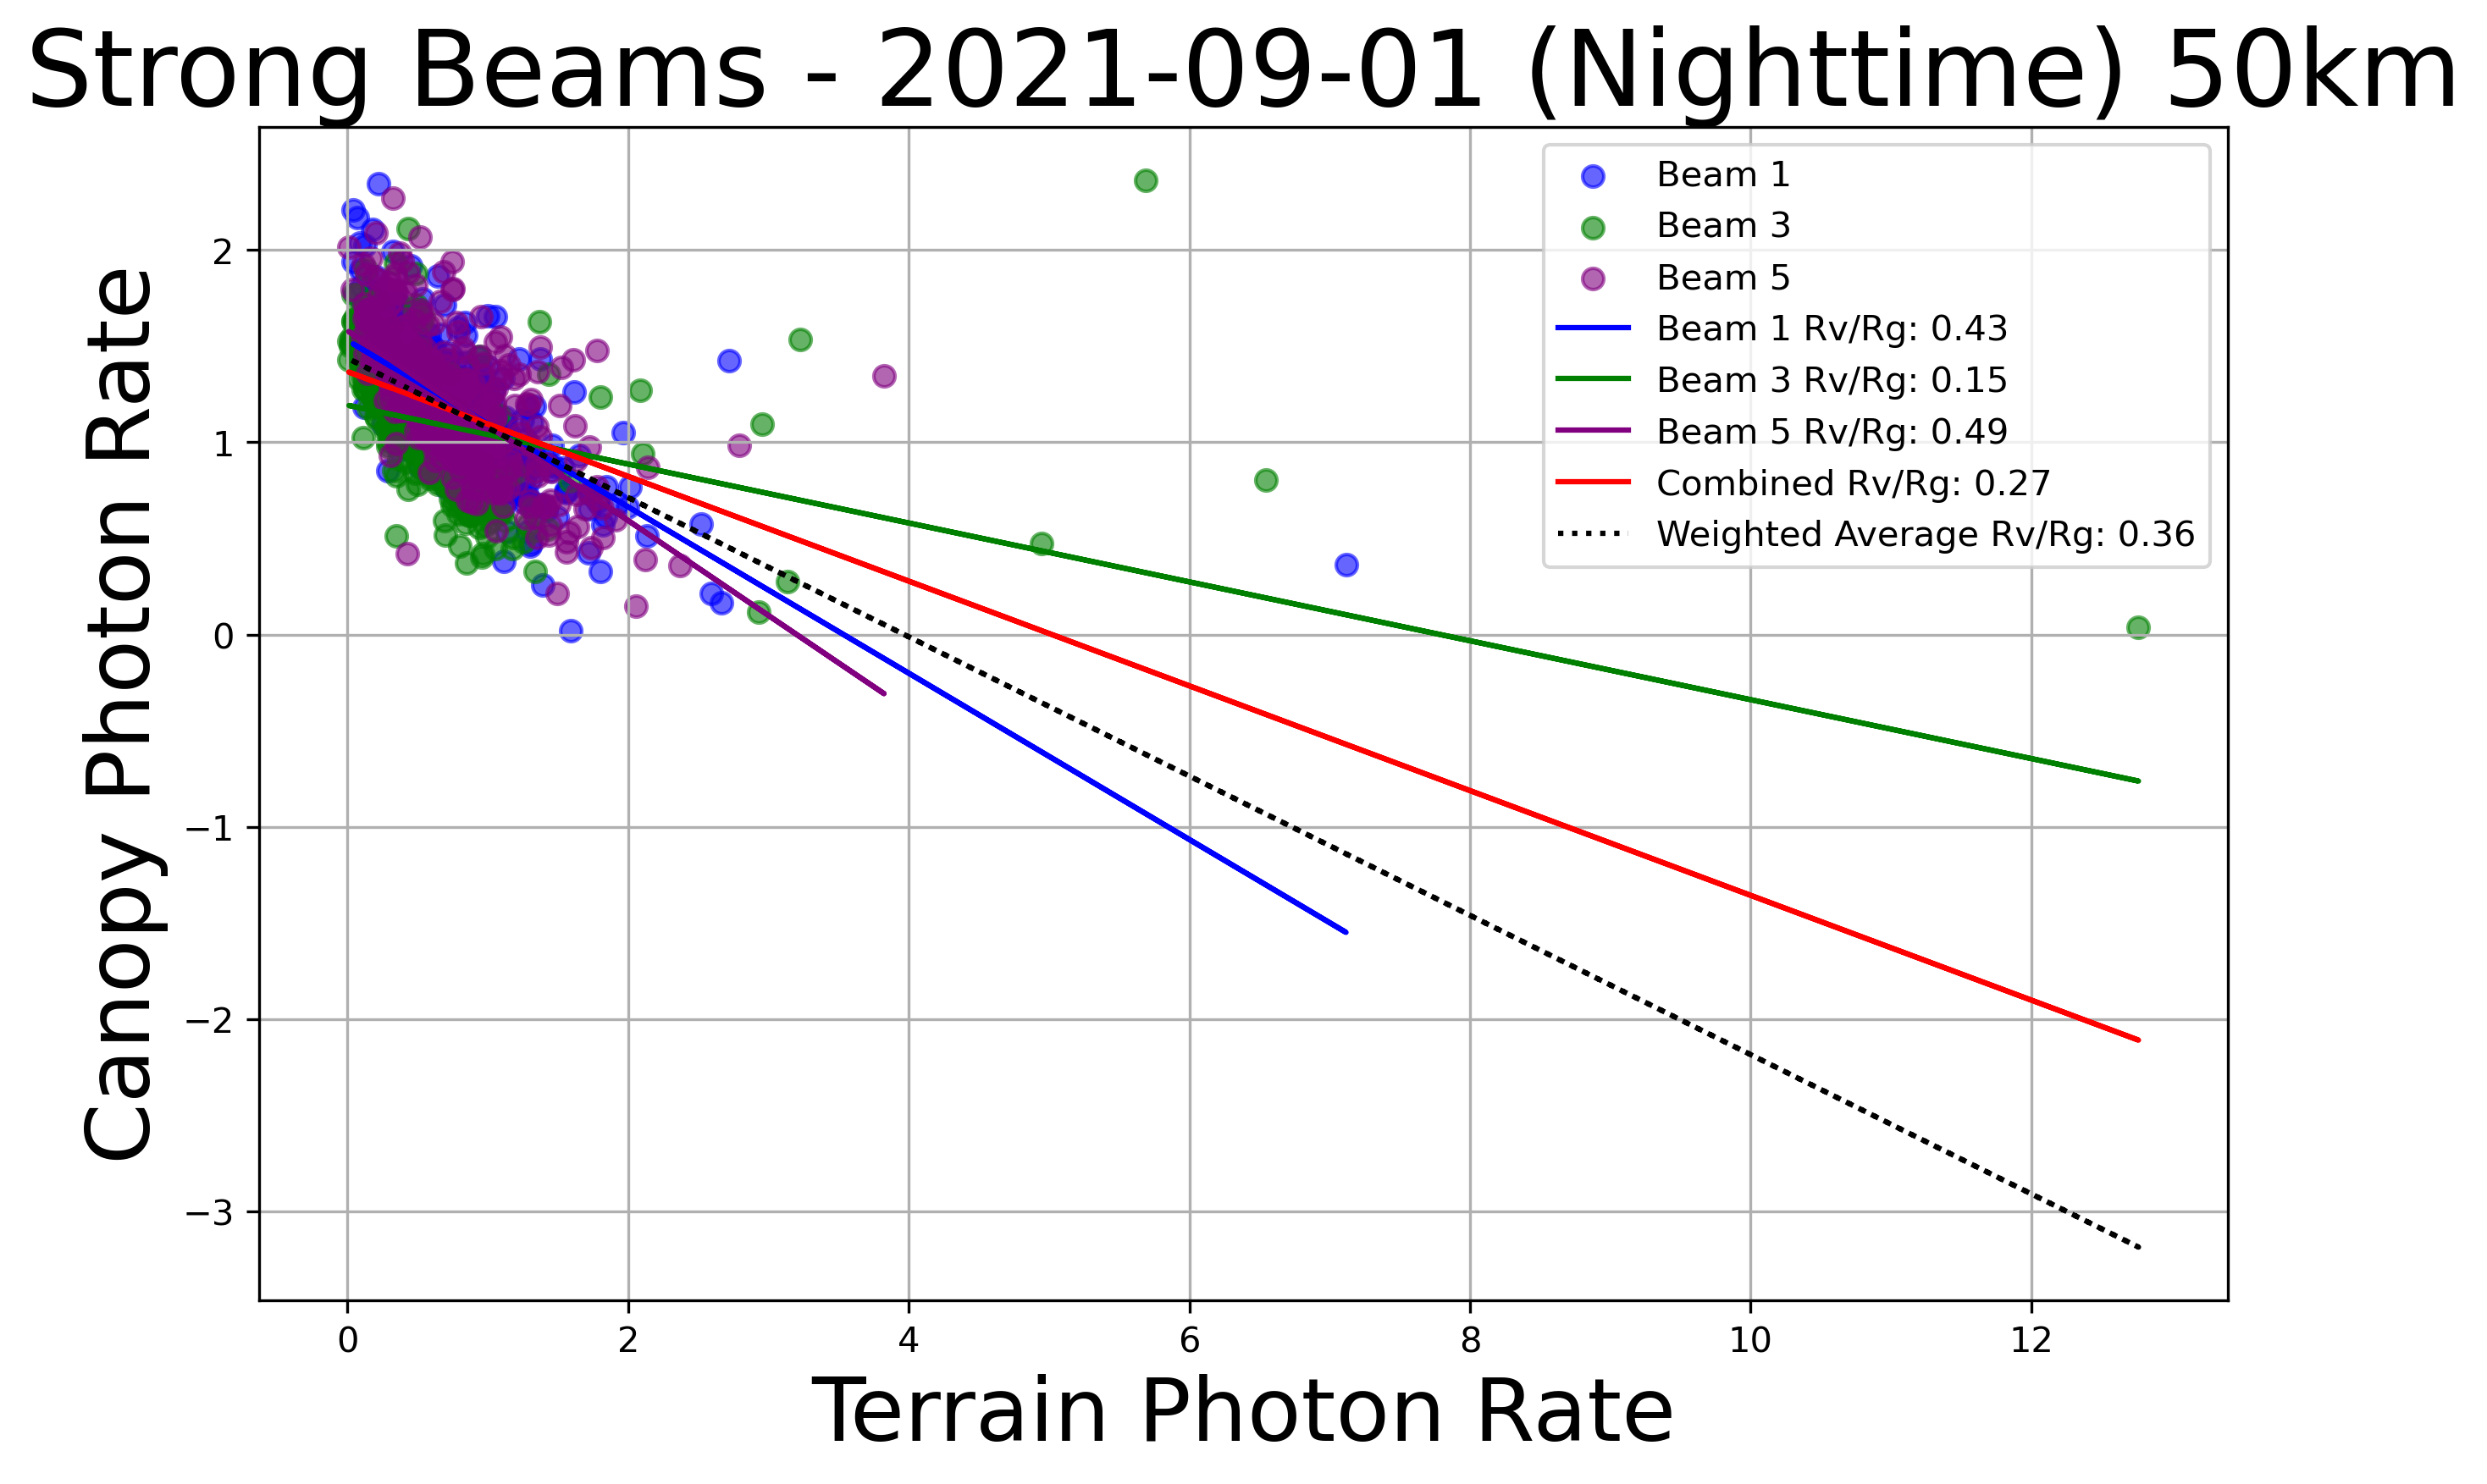 Strong Beams - 2021-09-01 (Nighttime) 50km
Canopy Photon Rate
2
1
0
−1
−2
−3
Beam 1
Beam 3
Beam 5
Beam 1 Rv/Rg: 0.43
Beam 3 Rv/Rg: 0.15
Beam 5 Rv/Rg: 0.49
Combined Rv/Rg: 0.27
Weighted Average Rv/Rg: 0.36
0 2 4 6 8 10 12
Terrain Photon Rate